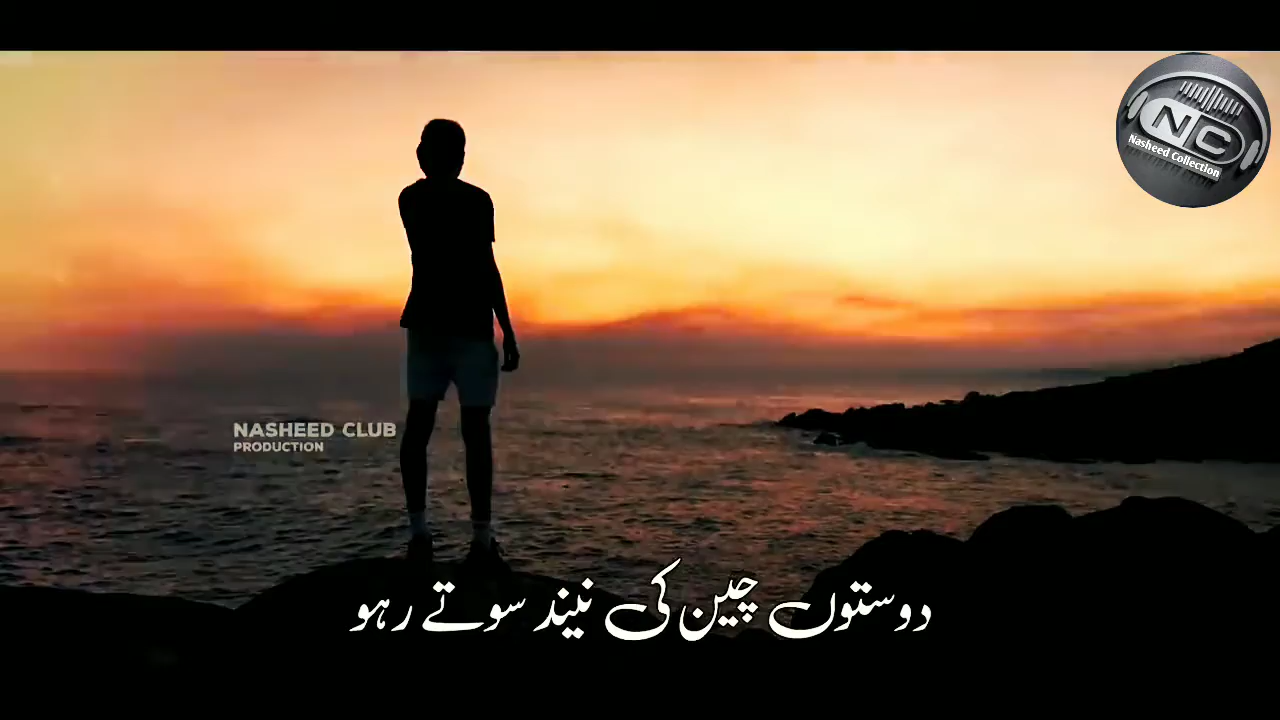 NC
Nasheed Collection
NASHEED CLUB
PRODUCTION
دوستوں چین کی نیند سوتے رہو